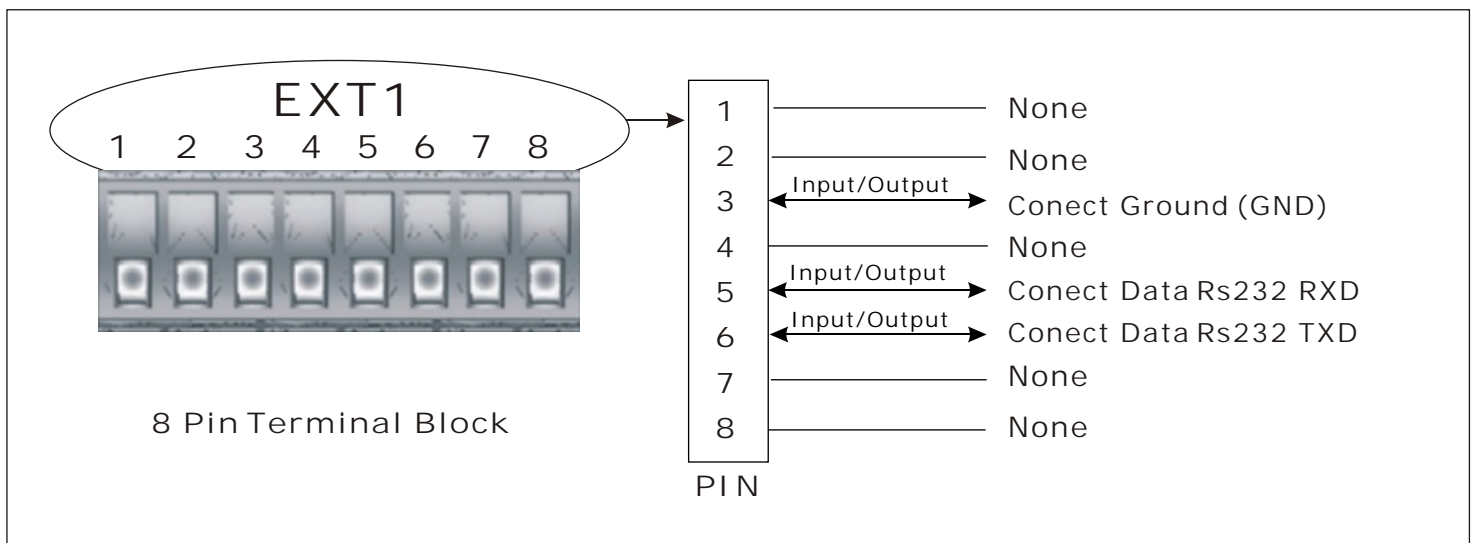 EXT1
1 2 3 4 5 6 7 8
8 Pin Terminal Block
1 None
2 None
3 Input/Output Conect Ground (GND)
4 None
5 Input/Output Conect Data Rs232 RXD
6 Input/Output Conect Data Rs232 TXD
7 None
8 None
PIN